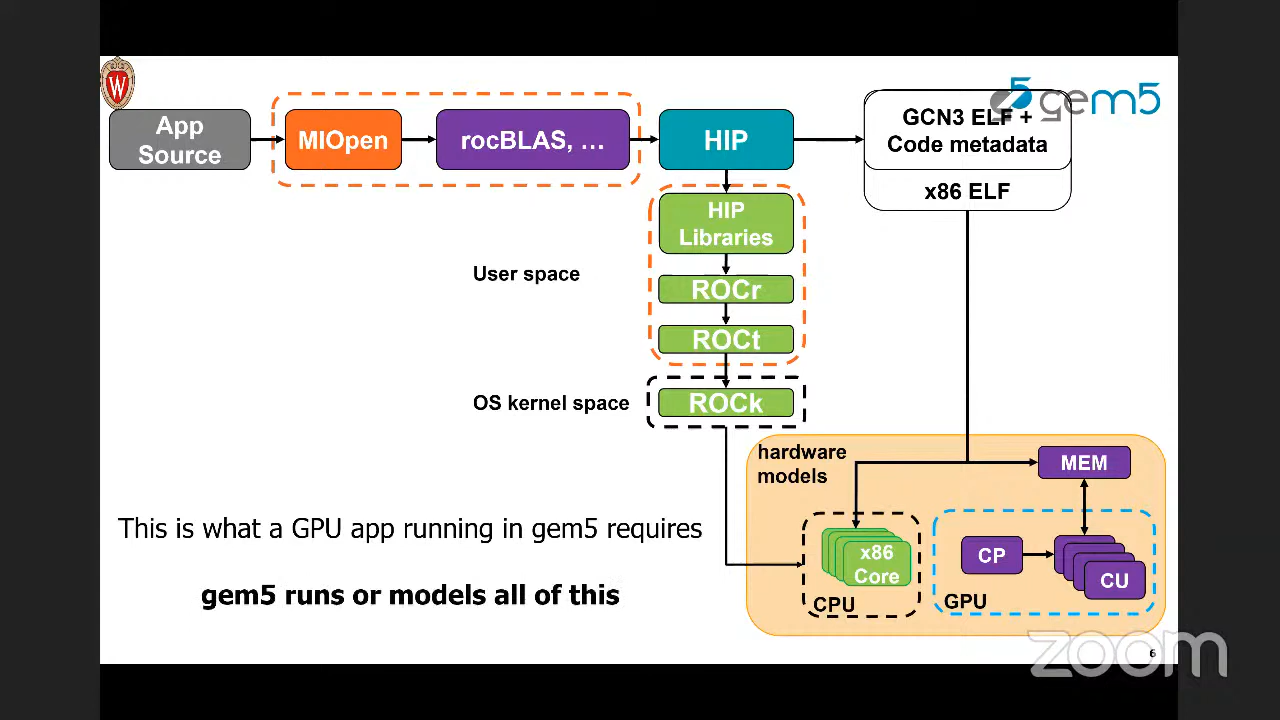 W
gem5
App
Source
MIOpen
rocBLAS, ...
HIP
GCN3 ELF +
Code metadata
x86 ELF
HIP
Libraries
User space
ROCr
ROCt
OS kernel space
ROCk
hardware
models
MEM
This is what a GPU app running in gem5 requires
x86
Core
CPU
CP
CU
GPU
gem5 runs or models all of this
zoom
6